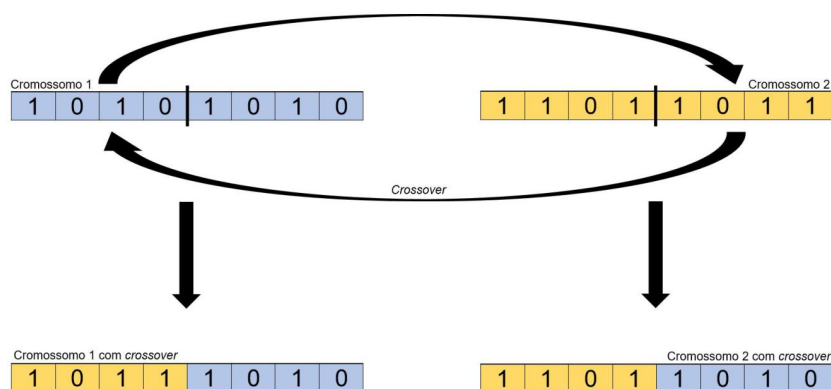 Cromossomo 1
Cromossomo 2
1 0 1 0 1 0 1 0
1 1 0 1 1 0 1 1
Crossover
Cromossomo 1 com crossover
Cromossomo 2 com crossover
1 0 1 1 1 0 1 0
1 1 0 1 1 0 1 0